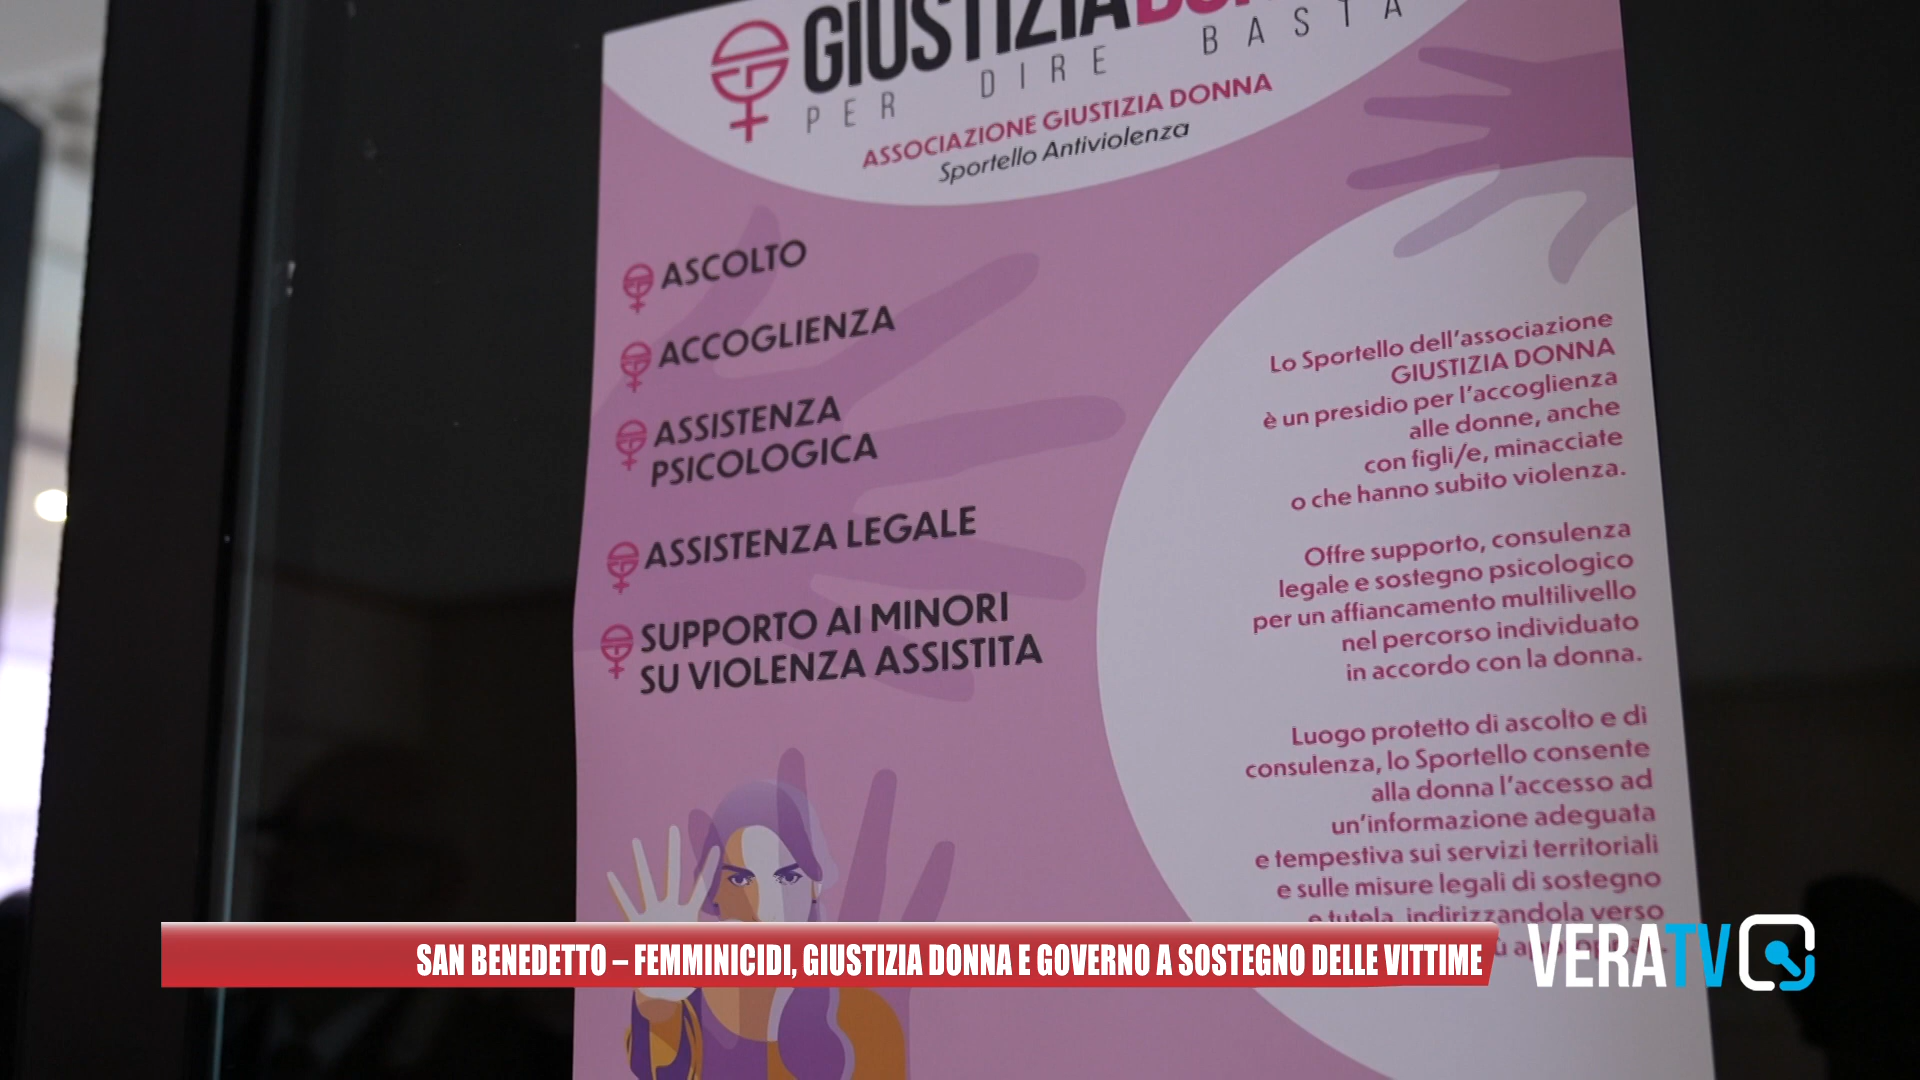 GIUSTIZIA
PER DIRE BASTA
ASSOCIAZIONE GIUSTIZIA DONNA
Sportello Antiviolenza
ASCOLTO
ACCOGLIENZA
ASSISTENZA
PSICOLOGICA
ASSISTENZA LEGALE
SUPPORTO AI MINORI
SU VIOLENZA ASSISTITA
Lo Sportello dell'associazione
GIUSTIZIA DONNA
è un presidio per l'accoglienza
alle donne, anche
con figli/e, minacciate
o che hanno subito violenza.
Offre supporto, consulenza
legale e sostegno psicologico
per un affiancamento multilivello
nel percorso individuato
in accordo con la donna.
Luogo protetto di ascolto e di
consulenza, lo Sportello consente
alla donna l'accesso ad
un'informazione adeguata
e tempestiva sui servizi territoriali
e sulle misure legali di sostegno
e tutela, indirizzandola verso
SAN BENEDETTO – FEMMINICIDI, GIUSTIZIA DONNA E GOVERNO A SOSTEGNO DELLE VITTIME
VERATV